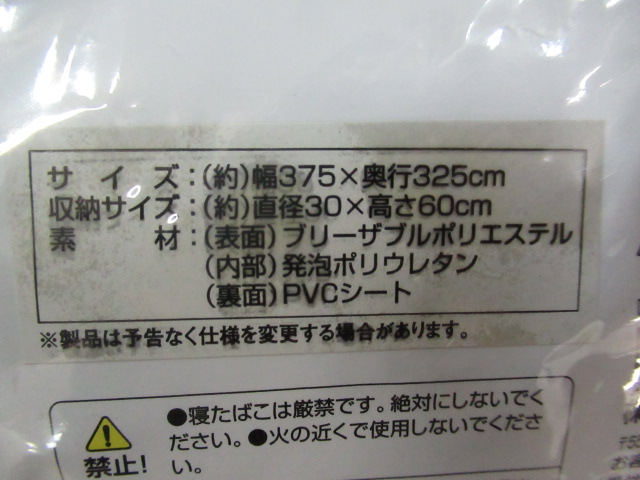 サイズ：(約)幅375×奥行325cm
収納サイズ：(約)直径30×高さ60cm
素材：(表面)ブリーザブルポリエステル
(内部)発泡ポリウレタン
(裏面)PVCシート
※製品は予告なく仕様を変更する場合があります。
禁止!
●寝たばこは厳禁です。絶対にしないでく
ださい。●火の近くで使用しないでくださ
い。